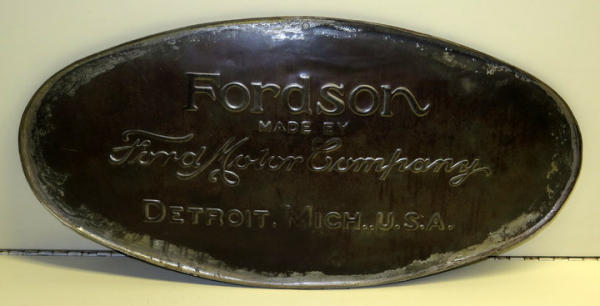 Fordson
MADE BY
Ford Motor Company
DETROIT, MICH., U.S.A.